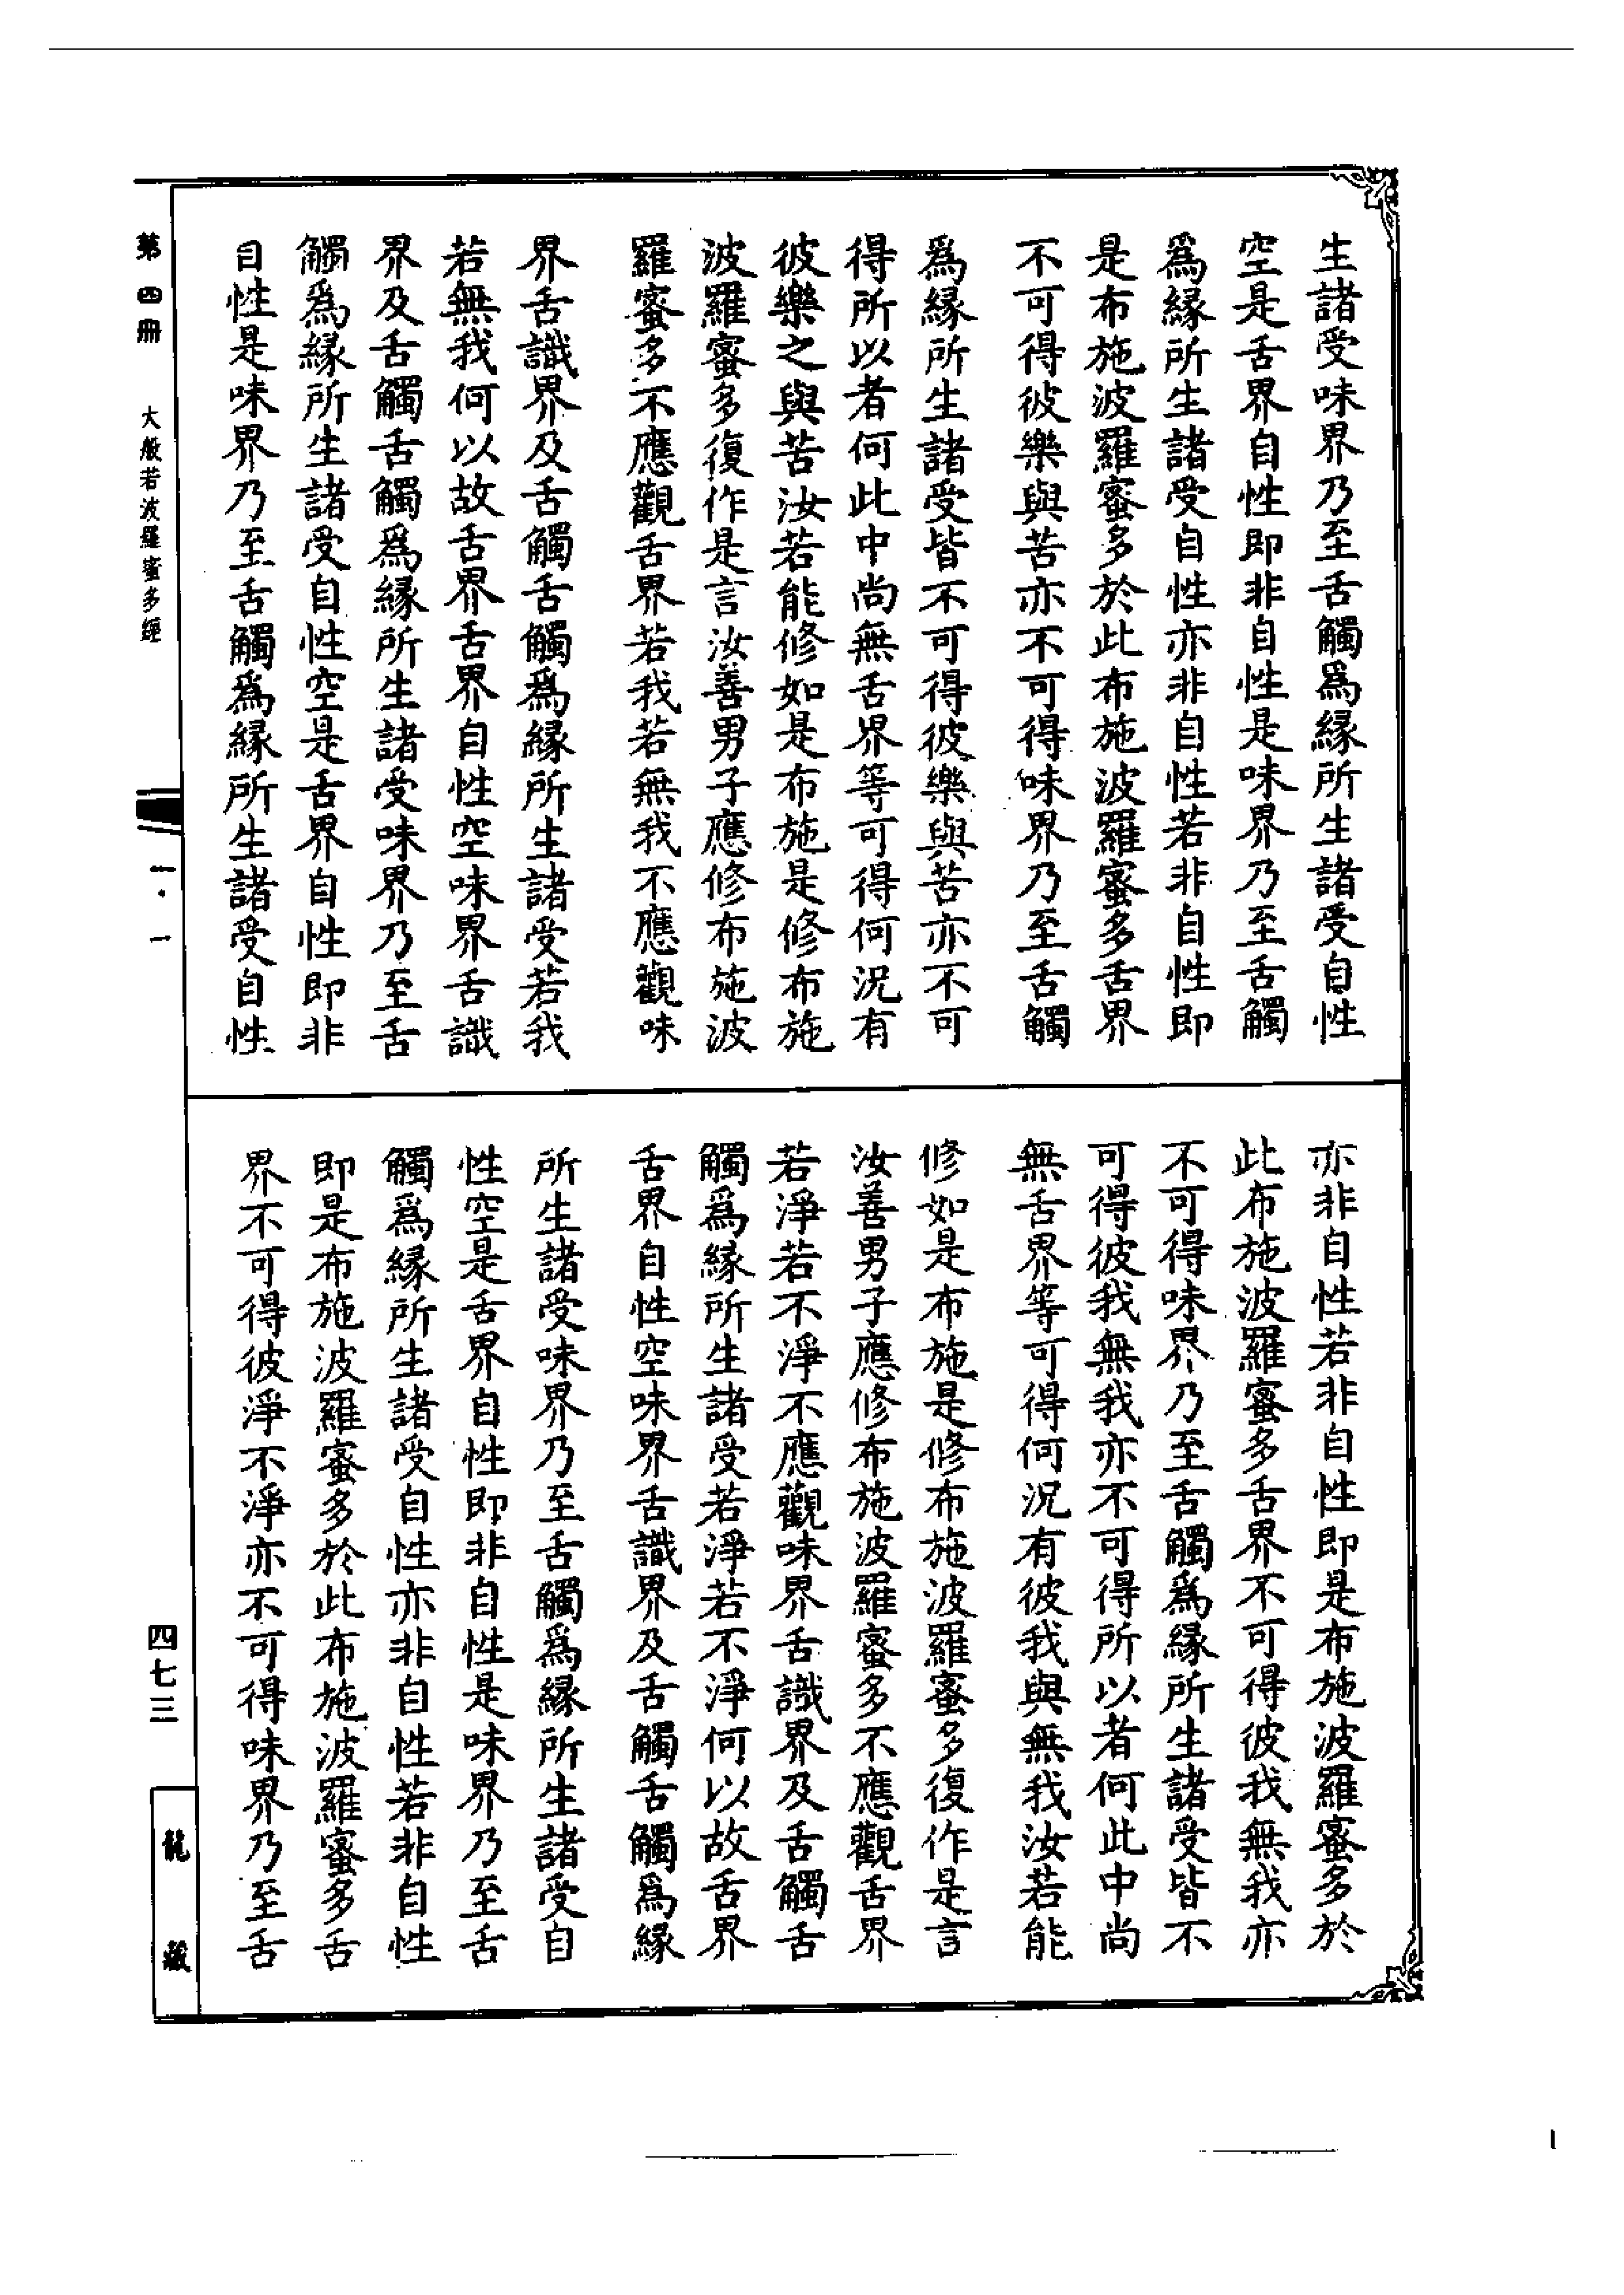 生諸受味界乃至舌觸爲縁所生諸受自性
空是舌界自性即非自性是味界乃至舌觸
爲縁所生諸受自性亦非自性若非自性即
是布施波羅蜜多於此布施波羅蜜多舌界
不可得彼樂與苦亦不可得味界乃至舌觸
爲縁所生諸受皆不可得彼樂與苦亦不可
得所以者何此中尚無舌界等可得何況有
彼樂之與苦汝若能修如是布施是修布施
波羅蜜多復作是言汝善男子應修布施波
羅蜜多不應觀舌界若我若無我不應觀味
界舌識界及舌觸舌觸爲縁所生諸受若我
若無我何以故舌界舌界自性空味界舌識
界及舌觸舌觸爲縁所生諸受味界乃至舌
觸爲縁所生諸受自性空是舌界自性即非
自性是味界乃至舌觸爲縁所生諸受自性
亦非自性若非自性即是布施波羅蜜多於
此布施波羅蜜多舌界不可得彼我無我亦
不可得味界乃至舌觸爲縁所生諸受皆不
可得彼我無我亦不可得所以者何此中尚
無舌界等可得何況有彼我與無我汝若能
修如是布施是修布施波羅蜜多復作是言
汝善男子應修布施波羅蜜多不應觀舌界
若淨若不淨不應觀味界舌識界及舌觸舌
觸爲縁所生諸受若淨若不淨何以故舌界
舌界自性空味界舌識界及舌觸舌觸爲縁
所生諸受味界乃至舌觸爲縁所生諸受自
性空是舌界自性即非自性是味界乃至舌
觸爲縁所生諸受自性亦非自性若非自性
即是布施波羅蜜多於此布施波羅蜜多舌
界不可得彼淨不淨亦不可得味界乃至舌
第四冊
大般若波羅蜜多經
一·一
四七三
龍藏